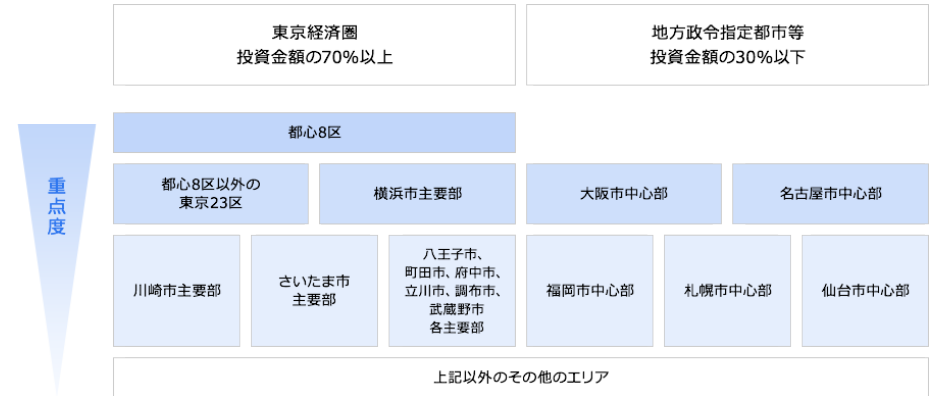 東京経済圏
投資金額の70%以上
地方政令指定都市等
投資金額の30%以下
重点度
都心8区
都心8区以外の
東京23区
横浜市主要部
大阪市中心部
名古屋市中心部
川崎市主要部
さいたま市
主要部
八王子市、
町田市、府中市、
立川市、調布市、
武蔵野市
各主要部
福岡市中心部
札幌市中心部
仙台市中心部
上記以外のその他のエリア